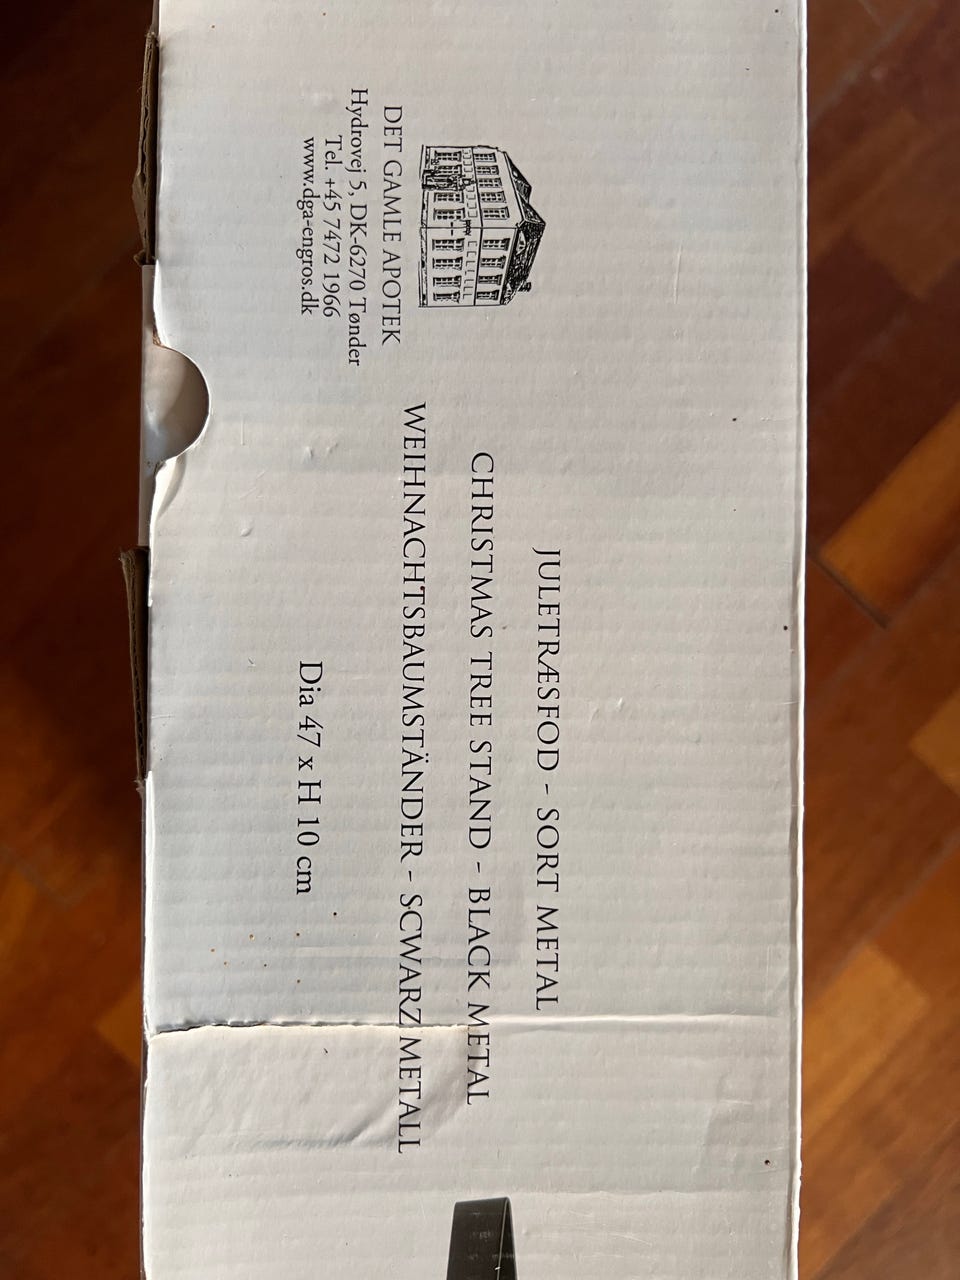 DET GAMLE APOTEK
Hydrovej 5, DK-6270 Tønder
Tel. +45 7472 1966
www.dga-engros.dk
JULETRÆSFOD - SORT METAL
CHRISTMAS TREE STAND - BLACK METAL
WEIHNACHTSBAUMSTÄNDER - SCWARZ METALL
Dia 47 x H 10 cm